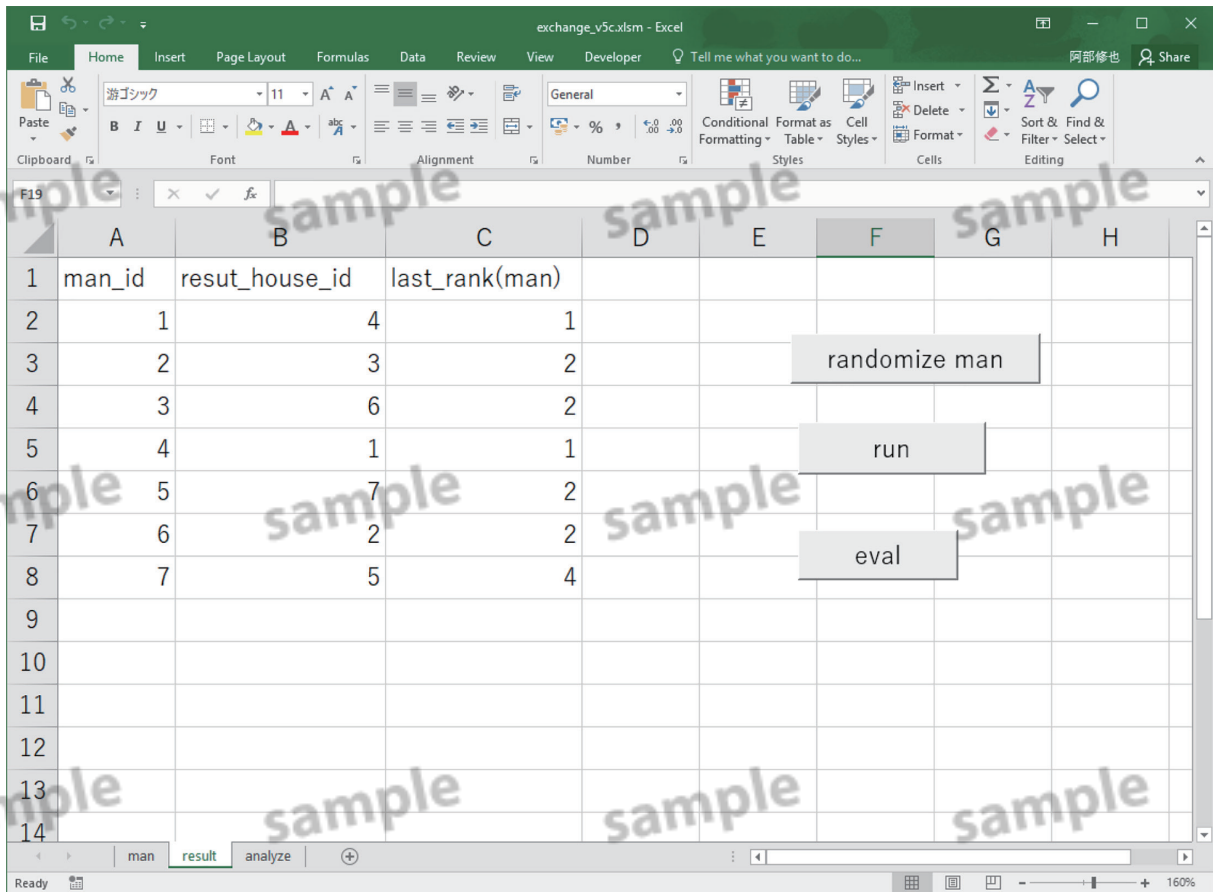 exchange_v5c.xlsm - Excel
File Home Insert Page Layout Formulas Data Review View Developer Tell me what you want to do... 阿部修也 Share
游ゴシック 11 General
Paste
B I U
Conditional Formatting Format as Table Cell Styles
Insert
Delete
Format
Sort & Filter Find & Select
Clipboard Font Alignment Number Styles Cells Editing
F19 fx
A B C D E F G H
1 man_id resut_house_id last_rank(man)
2 1 4 1
3 2 3 2
4 3 6 2
5 4 1 1
6 5 7 2
7 6 2 2
8 7 5 4
9
10
11
12
13
14
randomize man
run
eval
sample sample sample sample
sample sample sample sample
sample sample sample sample
man result analyze
Ready 160%